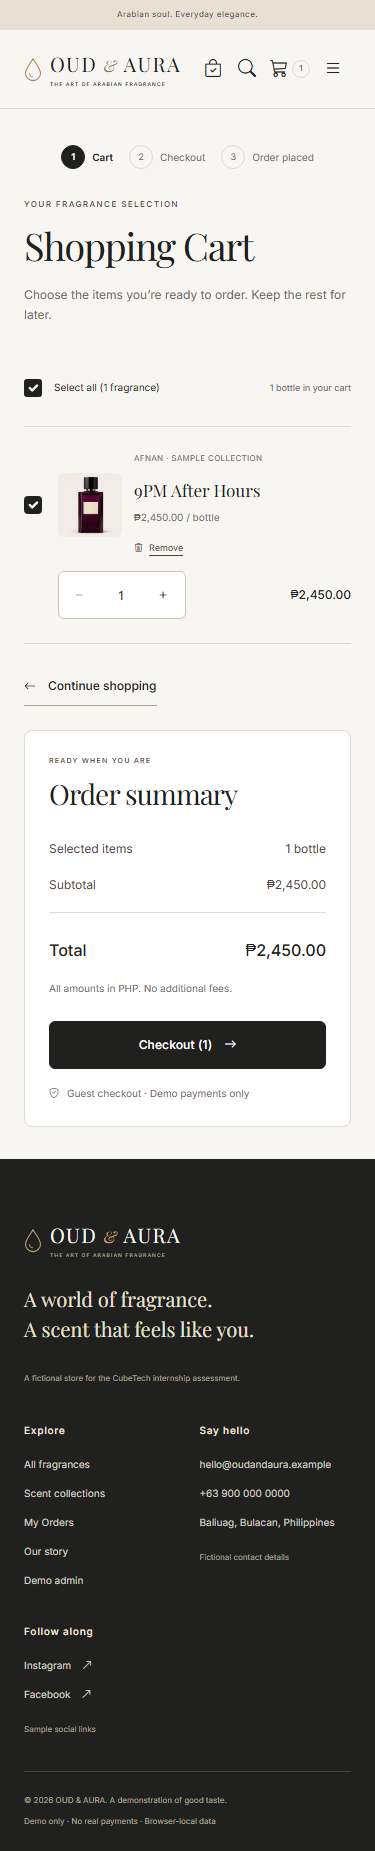 Arabian soul. Everyday elegance.
OUD & AURA
THE ART OF ARABIAN FRAGRANCE
1
1 Cart 2 Checkout 3 Order placed
YOUR FRAGRANCE SELECTION
Shopping Cart
Choose the items you’re ready to order. Keep the rest for
later.
Select all (1 fragrance) 1 bottle in your cart
AFNAN · SAMPLE COLLECTION
9PM After Hours
₱2,450.00 / bottle
Remove
− 1 + ₱2,450.00
← Continue shopping
READY WHEN YOU ARE
Order summary
Selected items 1 bottle
Subtotal ₱2,450.00
Total ₱2,450.00
All amounts in PHP. No additional fees.
Checkout (1) →
Guest checkout · Demo payments only
OUD & AURA
THE ART OF ARABIAN FRAGRANCE
A world of fragrance.
A scent that feels like you.
A fictional store for the CubeTech internship assessment.
Explore
All fragrances
Scent collections
My Orders
Our story
Demo admin
Say hello
hello@oudandaura.example
+63 900 000 0000
Baliuag, Bulacan, Philippines
Fictional contact details
Follow along
Instagram ↗
Facebook ↗
Sample social links
© 2026 OUD & AURA. A demonstration of good taste.
Demo only · No real payments · Browser-local data